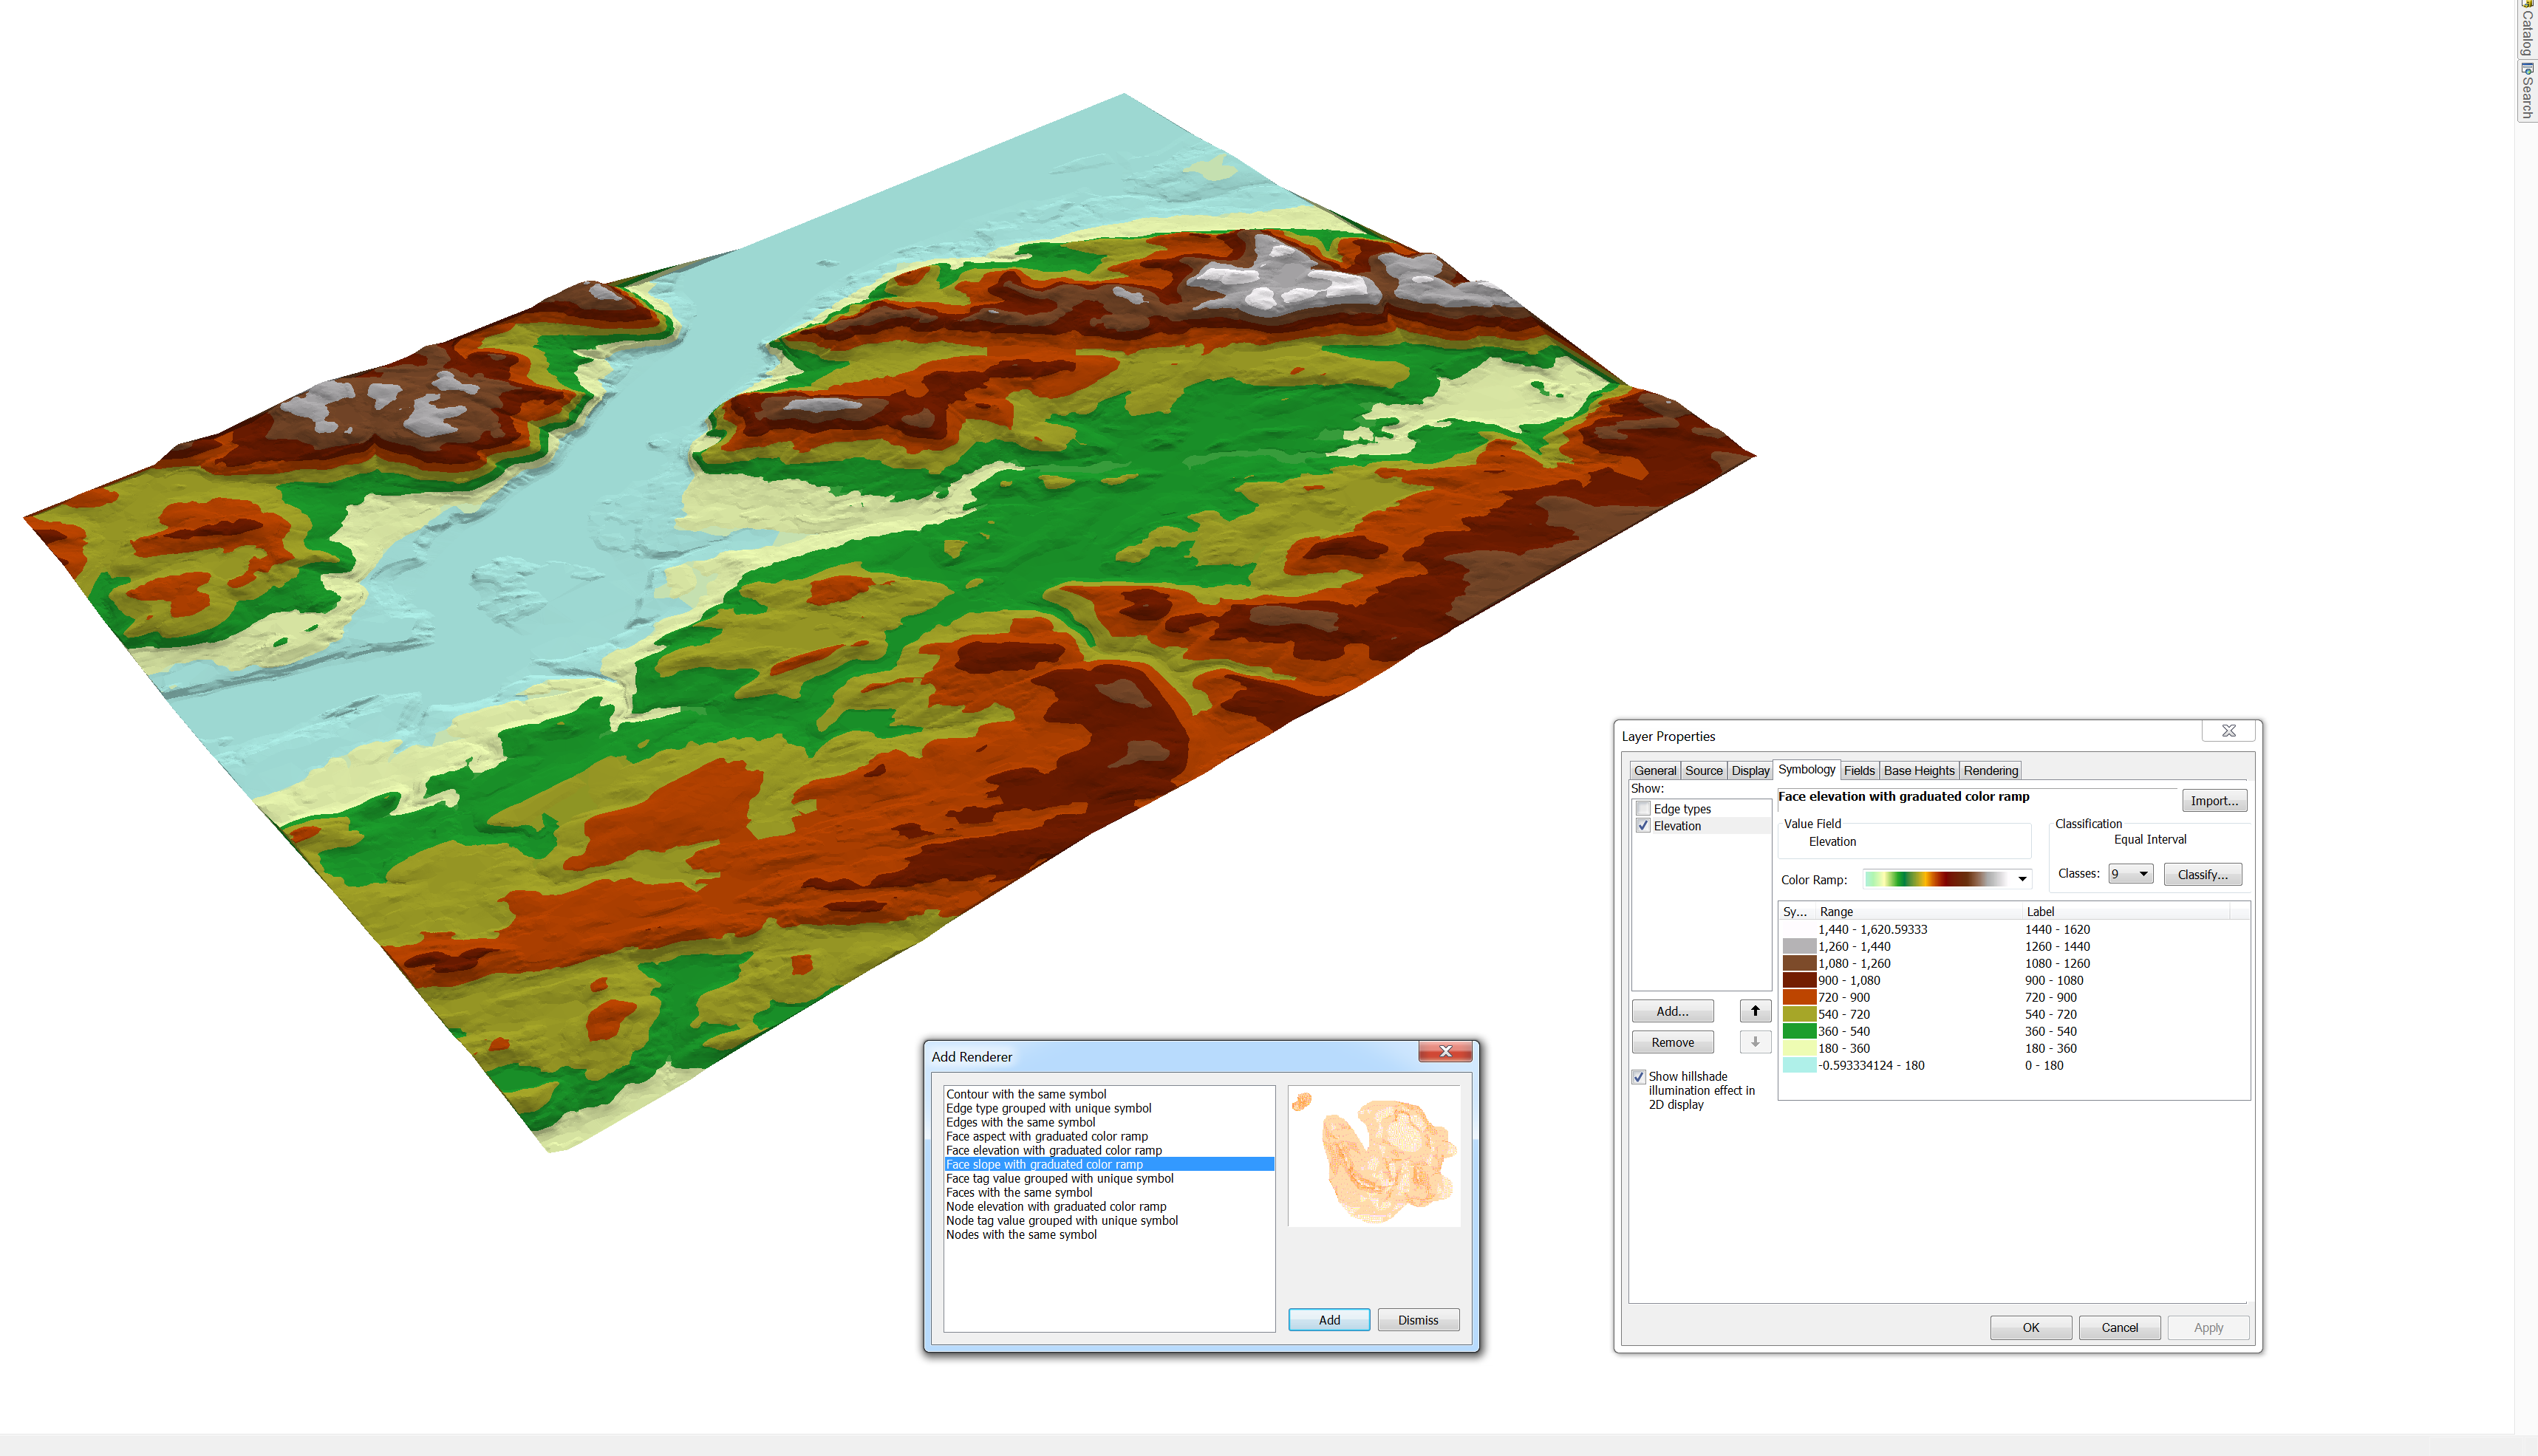 Catalog
Search
Layer Properties
General Source Display Symbology Fields Base Heights Rendering
Show:
Edge types
Elevation
Face elevation with graduated color ramp
Import...
Value Field
Elevation
Classification
Equal Interval
Color Ramp:
Classes: 9 Classify...
Sy... Range Label
1,440 - 1,620.59333 1440 - 1620
1,260 - 1,440 1260 - 1440
1,080 - 1,260 1080 - 1260
900 - 1,080 900 - 1080
720 - 900 720 - 900
540 - 720 540 - 720
360 - 540 360 - 540
180 - 360 180 - 360
-0.593334124 - 180 0 - 180
Add...
Remove
Show hillshade
illumination effect in
2D display
OK Cancel Apply
Add Renderer
Contour with the same symbol
Edge type grouped with unique symbol
Edges with the same symbol
Face aspect with graduated color ramp
Face elevation with graduated color ramp
Face slope with graduated color ramp
Face tag value grouped with unique symbol
Faces with the same symbol
Node elevation with graduated color ramp
Node tag value grouped with unique symbol
Nodes with the same symbol
Add Dismiss